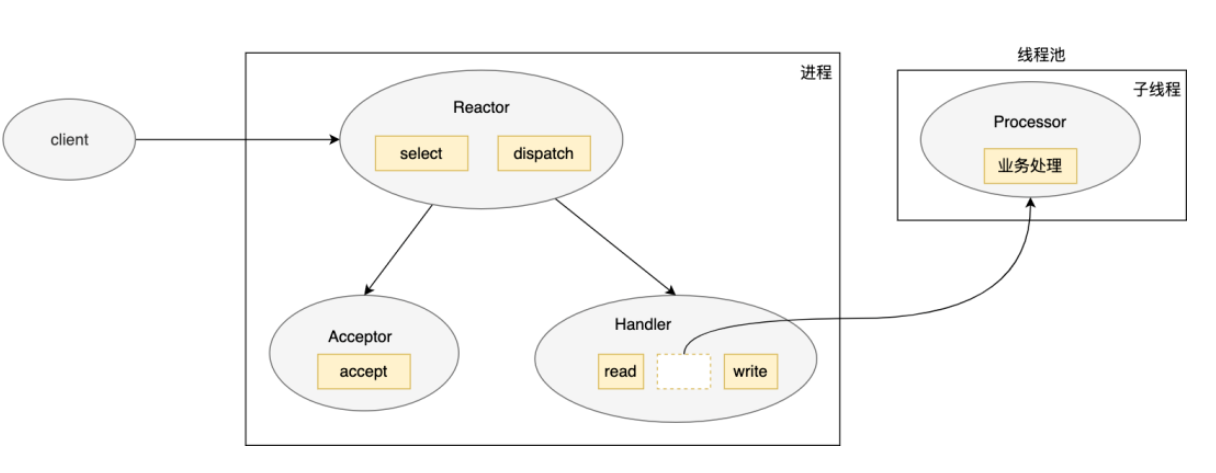 线程池
进程
子线程
Reactor
Processor
client
select
dispatch
业务处理
Acceptor
Handler
accept
read
write